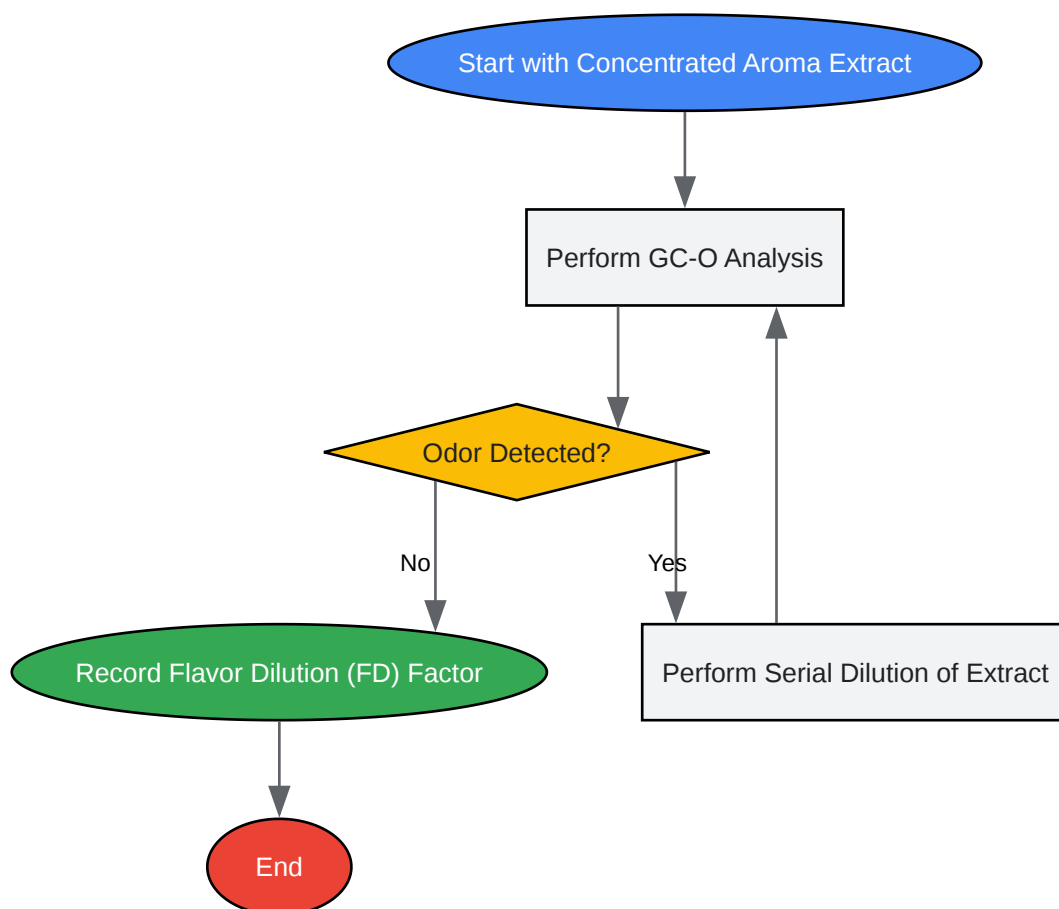 Start with Concentrated Aroma Extract
Perform GC-O Analysis
Odor Detected?
No
Yes
Record Flavor Dilution (FD) Factor
Perform Serial Dilution of Extract
End